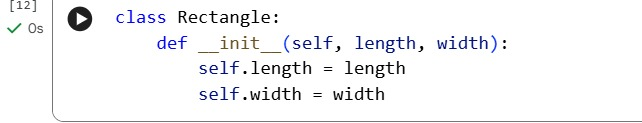 [12]
0s
class Rectangle:
    def __init__(self, length, width):
        self.length = length
        self.width = width